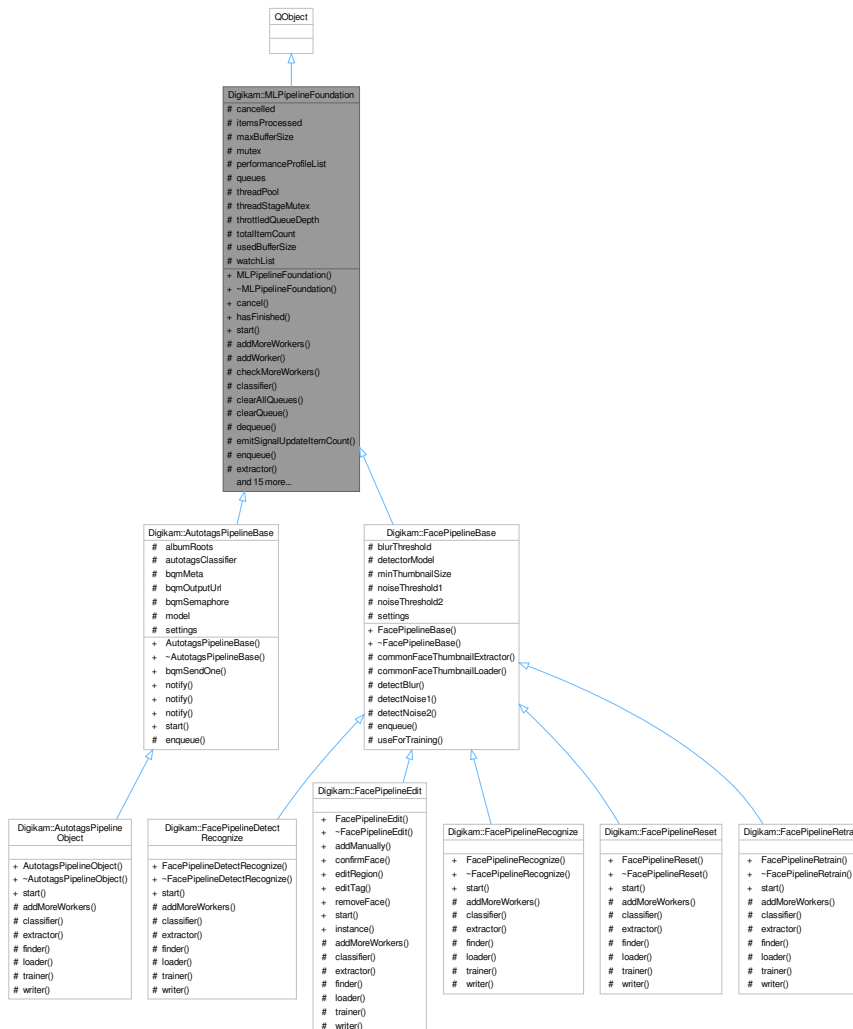 QObject
Digikam::MLPipelineFoundation
# cancelled
# itemsProcessed
# maxBufferSize
# mutex
# performanceProfileList
# queues
# threadPool
# threadStageMutex
# throttledQueueDepth
# totalItemCount
# usedBufferSize
# watchList
+ MLPipelineFoundation()
+ ~MLPipelineFoundation()
+ cancel()
+ hasFinished()
+ start()
# addMoreWorkers()
# addWorker()
# checkMoreWorkers()
# classifier()
# clearAllQueues()
# clearQueue()
# dequeue()
# emitSignalUpdateItemCount()
# enqueue()
# extractor()
and 15 more...
Digikam::AutotagsPipelineBase
# albumRoots
# autotagsClassifier
# bqmMeta
# bqmOutputUrl
# bqmSemaphore
# model
# settings
+ AutotagsPipelineBase()
+ ~AutotagsPipelineBase()
+ bqmSendOne()
+ notify()
+ notify()
+ notify()
+ start()
# enqueue()
Digikam::FacePipelineBase
# blurThreshold
# detectorModel
# minThumbnailSize
# noiseThreshold1
# noiseThreshold2
# settings
+ FacePipelineBase()
+ ~FacePipelineBase()
# commonFaceThumbnailExtractor()
# commonFaceThumbnailLoader()
# detectBlur()
# detectNoise1()
# detectNoise2()
# enqueue()
# useForTraining()
Digikam::AutotagsPipeline
Object
+ AutotagsPipelineObject()
+ ~AutotagsPipelineObject()
+ start()
# addMoreWorkers()
# classifier()
# extractor()
# finder()
# loader()
# trainer()
# writer()
Digikam::FacePipelineDetect
Recognize
+ FacePipelineDetectRecognize()
+ ~FacePipelineDetectRecognize()
+ start()
# addMoreWorkers()
# classifier()
# extractor()
# finder()
# loader()
# trainer()
# writer()
Digikam::FacePipelineEdit
+ FacePipelineEdit()
+ ~FacePipelineEdit()
+ addManually()
+ confirmFace()
+ editRegion()
+ editTag()
+ removeFace()
+ start()
+ instance()
# addMoreWorkers()
# classifier()
# extractor()
# finder()
# loader()
# trainer()
# writer()
Digikam::FacePipelineRecognize
+ FacePipelineRecognize()
+ ~FacePipelineRecognize()
+ start()
# addMoreWorkers()
# classifier()
# extractor()
# finder()
# loader()
# trainer()
# writer()
Digikam::FacePipelineReset
+ FacePipelineReset()
+ ~FacePipelineReset()
+ start()
# addMoreWorkers()
# classifier()
# extractor()
# finder()
# loader()
# trainer()
# writer()
Digikam::FacePipelineRetra
+ FacePipelineRetrain()
+ ~FacePipelineRetrain()
+ start()
# addMoreWorkers()
# classifier()
# extractor()
# finder()
# loader()
# trainer()
# writer()